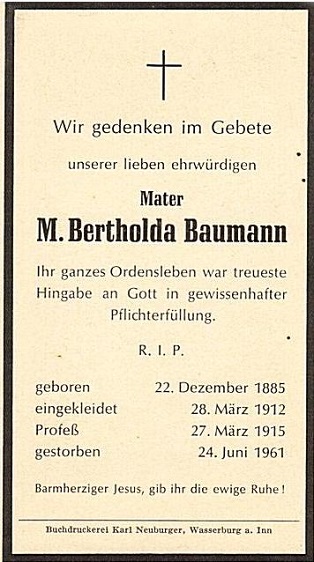 Wir gedenken im Gebete
unserer lieben ehrwürdigen
Mater
M. Bertholda Baumann
Ihr ganzes Ordensleben war treueste
Hingabe an Gott in gewissenhafter
Pflichterfüllung.
R. I. P.
geboren 22. Dezember 1885
eingekleidet 28. März 1912
Profeß 27. März 1915
gestorben 24. Juni 1961
Barmherziger Jesus, gib ihr die ewige Ruhe!
Buchdruckerei Karl Neuburger, Wasserburg a. Inn